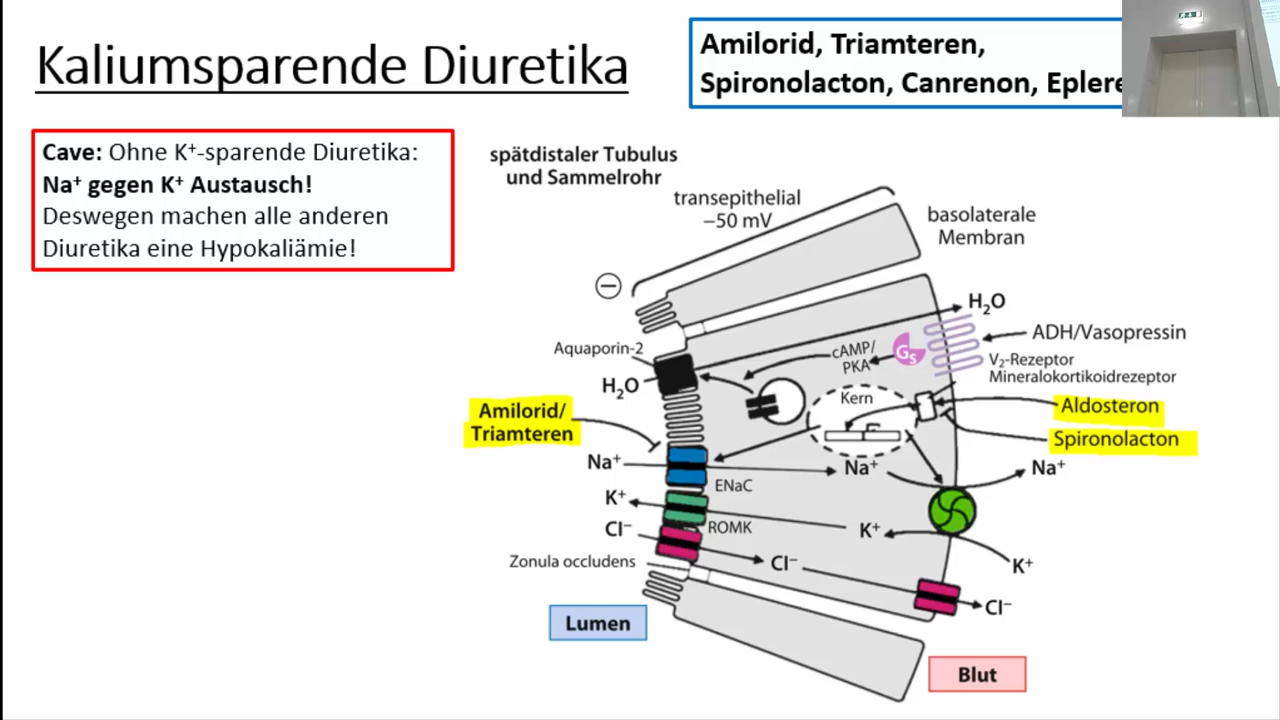 Kaliumsparende Diuretika
Amilorid, Triamteren,
Spironolacton, Canrenon,
Cave: Ohne K⁺-sparende Diuretika:
Na⁺ gegen K⁺ Austausch!
Deswegen machen alle anderen
Diuretika eine Hypokaliämie!
spätdistaler Tubulus
und Sammelrohr
transepithelial
−50 mV
basolaterale
Membran
−
H₂O
ADH/Vasopressin
Aquaporin-2
cAMP/
PKA
Gs
V₂-Rezeptor
Mineralokortikoidrezeptor
H₂O
Kern
Aldosteron
Amilorid/
Triamteren
Spironolacton
Na⁺
Na⁺
Na⁺
ENaC
K⁺
ROMK
K⁺
Cl⁻
Zonula occludens
Cl⁻
K⁺
Cl⁻
Lumen
Blut